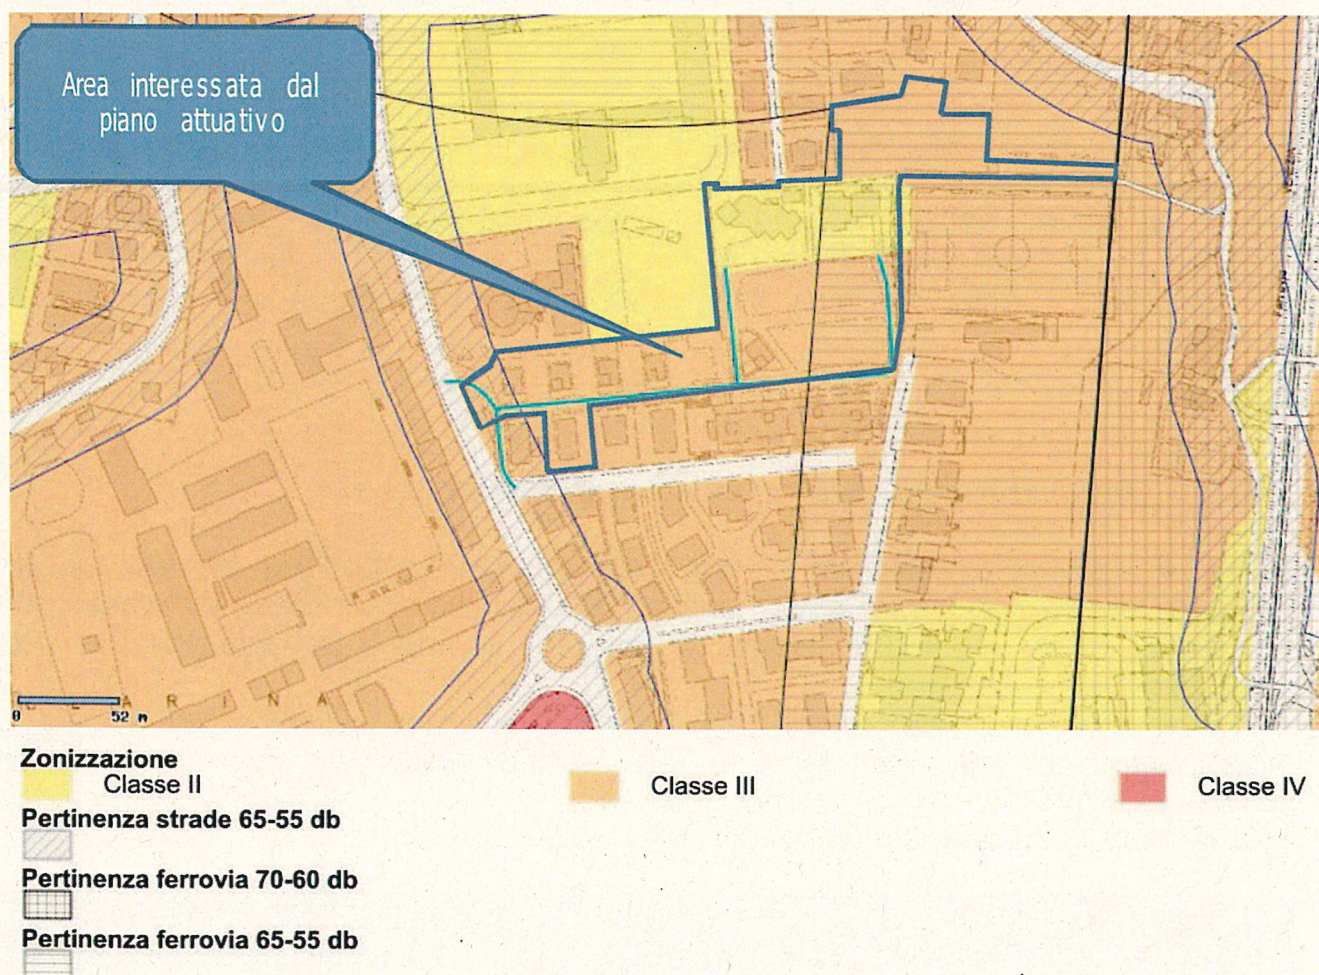 Area interessata dal
piano attuativo
A R I N A
0 52 m
Zonizzazione
Classe II Classe III Classe IV
Pertinenza strade 65-55 db
Pertinenza ferrovia 70-60 db
Pertinenza ferrovia 65-55 db